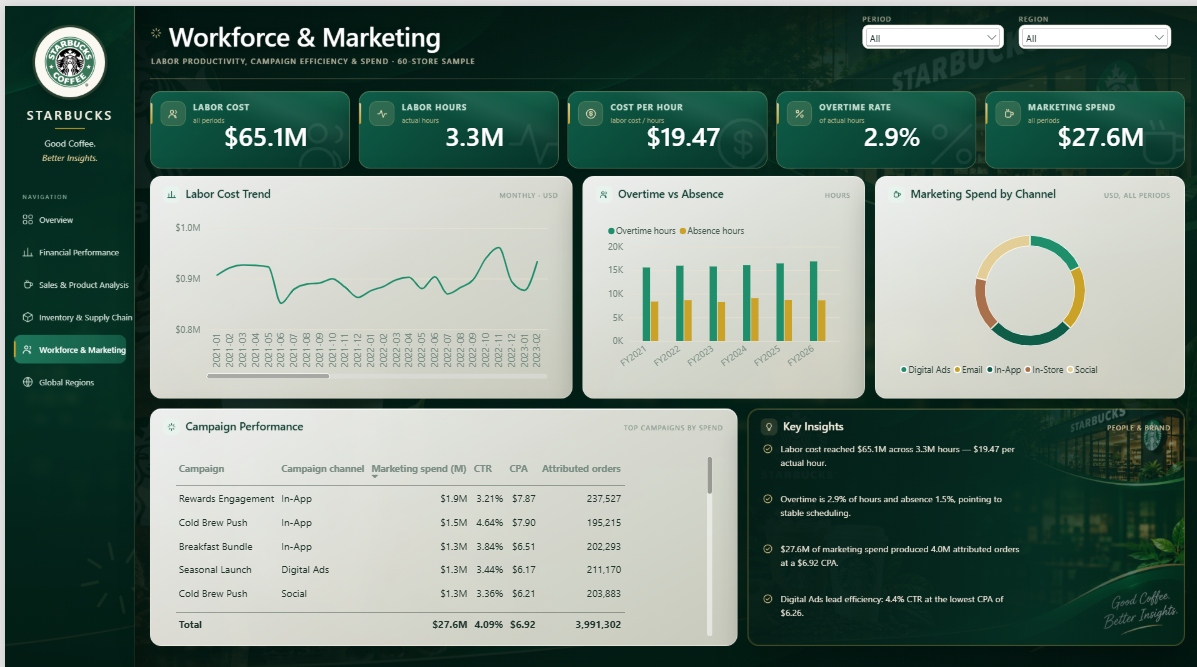 STARBUCKS
COFFEE
STARBUCKS
Good Coffee.
Better Insights.
NAVIGATION
Overview
Financial Performance
Sales & Product Analysis
Inventory & Supply Chain
Workforce & Marketing
Global Regions
Workforce & Marketing
LABOR PRODUCTIVITY, CAMPAIGN EFFICIENCY & SPEND · 60-STORE SAMPLE
PERIOD
All
REGION
All
STARBUCKS
LABOR COST
all periods
$65.1M
LABOR HOURS
actual hours
3.3M
COST PER HOUR
labor cost / hours
$19.47
OVERTIME RATE
of actual hours
2.9%
MARKETING SPEND
all periods
$27.6M
Labor Cost Trend
MONTHLY · USD
$1.0M
$0.9M
$0.8M
2021-01
2021-02
2021-03
2021-04
2021-05
2021-06
2021-07
2021-08
2021-09
2021-10
2021-11
2021-12
2022-01
2022-02
2022-03
2022-04
2022-05
2022-06
2022-07
2022-08
2022-09
2022-10
2022-11
2022-12
2023-01
2023-02
Overtime vs Absence
HOURS
Overtime hours Absence hours
20K
15K
10K
5K
0K
FY2021
FY2022
FY2023
FY2024
FY2025
FY2026
Marketing Spend by Channel
USD, ALL PERIODS
Digital Ads Email In-App In-Store Social
Campaign Performance
TOP CAMPAIGNS BY SPEND
Campaign Campaign channel Marketing spend (M) CTR CPA Attributed orders
Rewards Engagement In-App $1.9M 3.21% $7.87 237,527
Cold Brew Push In-App $1.5M 4.64% $7.90 195,215
Breakfast Bundle In-App $1.3M 3.84% $6.51 202,293
Seasonal Launch Digital Ads $1.3M 3.44% $6.17 211,170
Cold Brew Push Social $1.3M 3.36% $6.21 203,883
Total $27.6M 4.09% $6.92 3,991,302
Key Insights
STARBUCKS
PEOPLE & BRAND
Labor cost reached $65.1M across 3.3M hours — $19.47 per
actual hour.
Overtime is 2.9% of hours and absence 1.5%, pointing to
stable scheduling.
$27.6M of marketing spend produced 4.0M attributed orders
at a $6.92 CPA.
Digital Ads lead efficiency: 4.4% CTR at the lowest CPA of
$6.26.
Good Coffee.
Better Insights.